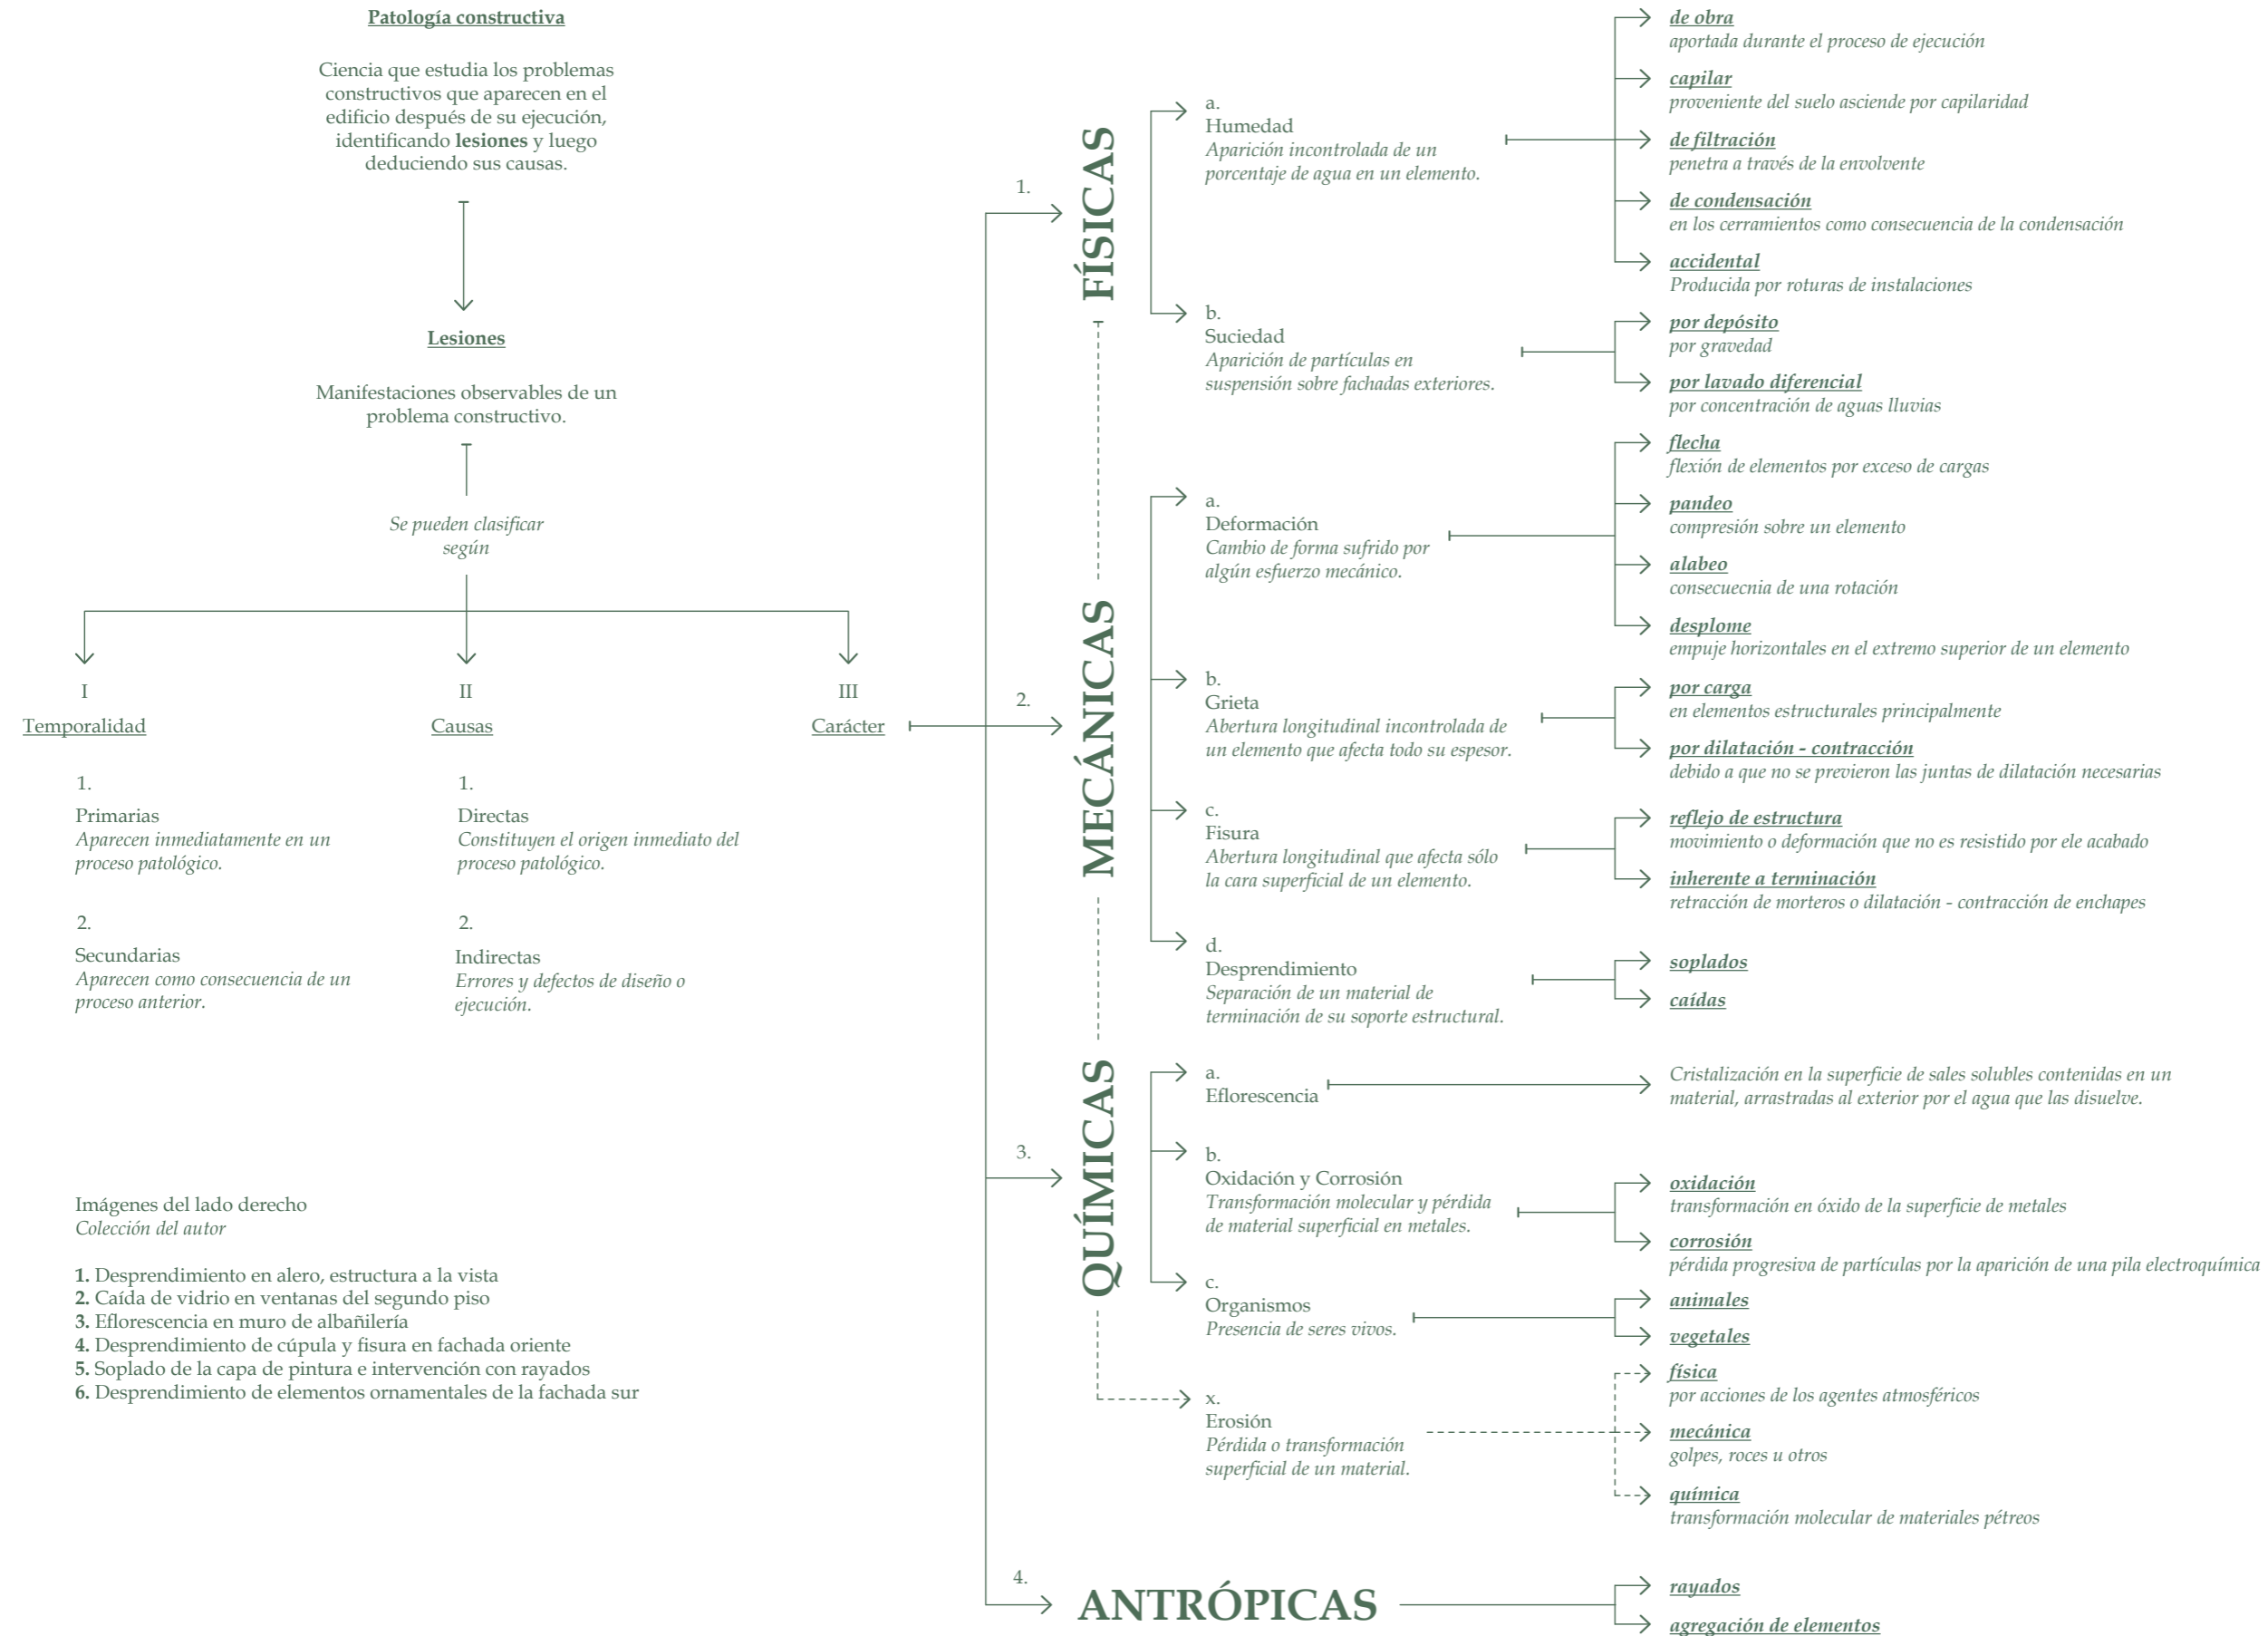 Patología constructiva
Ciencia que estudia los problemas
constructivos que aparecen en el
edificio después de su ejecución,
identificando lesiones y luego
deduciendo sus causas.
Lesiones
Manifestaciones observables de un
problema constructivo.
Se pueden clasificar
según
I
Temporalidad
1.
Primarias
Aparecen inmediatamente en un
proceso patológico.
2.
Secundarias
Aparecen como consecuencia de un
proceso anterior.
II
Causas
1.
Directas
Constituyen el origen inmediato del
proceso patológico.
2.
Indirectas
Errores y defectos de diseño o
ejecución.
III
Carácter
Imágenes del lado derecho
Colección del autor
1. Desprendimiento en alero, estructura a la vista
2. Caída de vidrio en ventanas del segundo piso
3. Eflorescencia en muro de albañilería
4. Desprendimiento de cúpula y fisura en fachada oriente
5. Soplado de la capa de pintura e intervención con rayados
6. Desprendimiento de elementos ornamentales de la fachada sur
1.
FÍSICAS
a.
Humedad
Aparición incontrolada de un
porcentaje de agua en un elemento.
de obra
aportada durante el proceso de ejecución
capilar
proveniente del suelo asciende por capilaridad
de filtración
penetra a través de la envolvente
de condensación
en los cerramientos como consecuencia de la condensación
accidental
Producida por roturas de instalaciones
b.
Suciedad
Aparición de partículas en
suspensión sobre fachadas exteriores.
por depósito
por gravedad
por lavado diferencial
por concentración de aguas lluvias
2.
MECÁNICAS
a.
Deformación
Cambio de forma sufrido por
algún esfuerzo mecánico.
flecha
flexión de elementos por exceso de cargas
pandeo
compresión sobre un elemento
alabeo
consecuecnia de una rotación
desplome
empuje horizontales en el extremo superior de un elemento
b.
Grieta
Abertura longitudinal incontrolada de
un elemento que afecta todo su espesor.
por carga
en elementos estructurales principalmente
por dilatación - contracción
debido a que no se previeron las juntas de dilatación necesarias
c.
Fisura
Abertura longitudinal que afecta sólo
la cara superficial de un elemento.
reflejo de estructura
movimiento o deformación que no es resistido por ele acabado
inherente a terminación
retracción de morteros o dilatación - contracción de enchapes
d.
Desprendimiento
Separación de un material de
terminación de su soporte estructural.
soplados
caídas
3.
QUÍMICAS
a.
Eflorescencia
Cristalización en la superficie de sales solubles contenidas en un
material, arrastradas al exterior por el agua que las disuelve.
b.
Oxidación y Corrosión
Transformación molecular y pérdida
de material superficial en metales.
oxidación
transformación en óxido de la superficie de metales
corrosión
pérdida progresiva de partículas por la aparición de una pila electroquímica
c.
Organismos
Presencia de seres vivos.
animales
vegetales
x.
Erosión
Pérdida o transformación
superficial de un material.
física
por acciones de los agentes atmosféricos
mecánica
golpes, roces u otros
química
transformación molecular de materiales pétreos
4.
ANTRÓPICAS
rayados
agregación de elementos